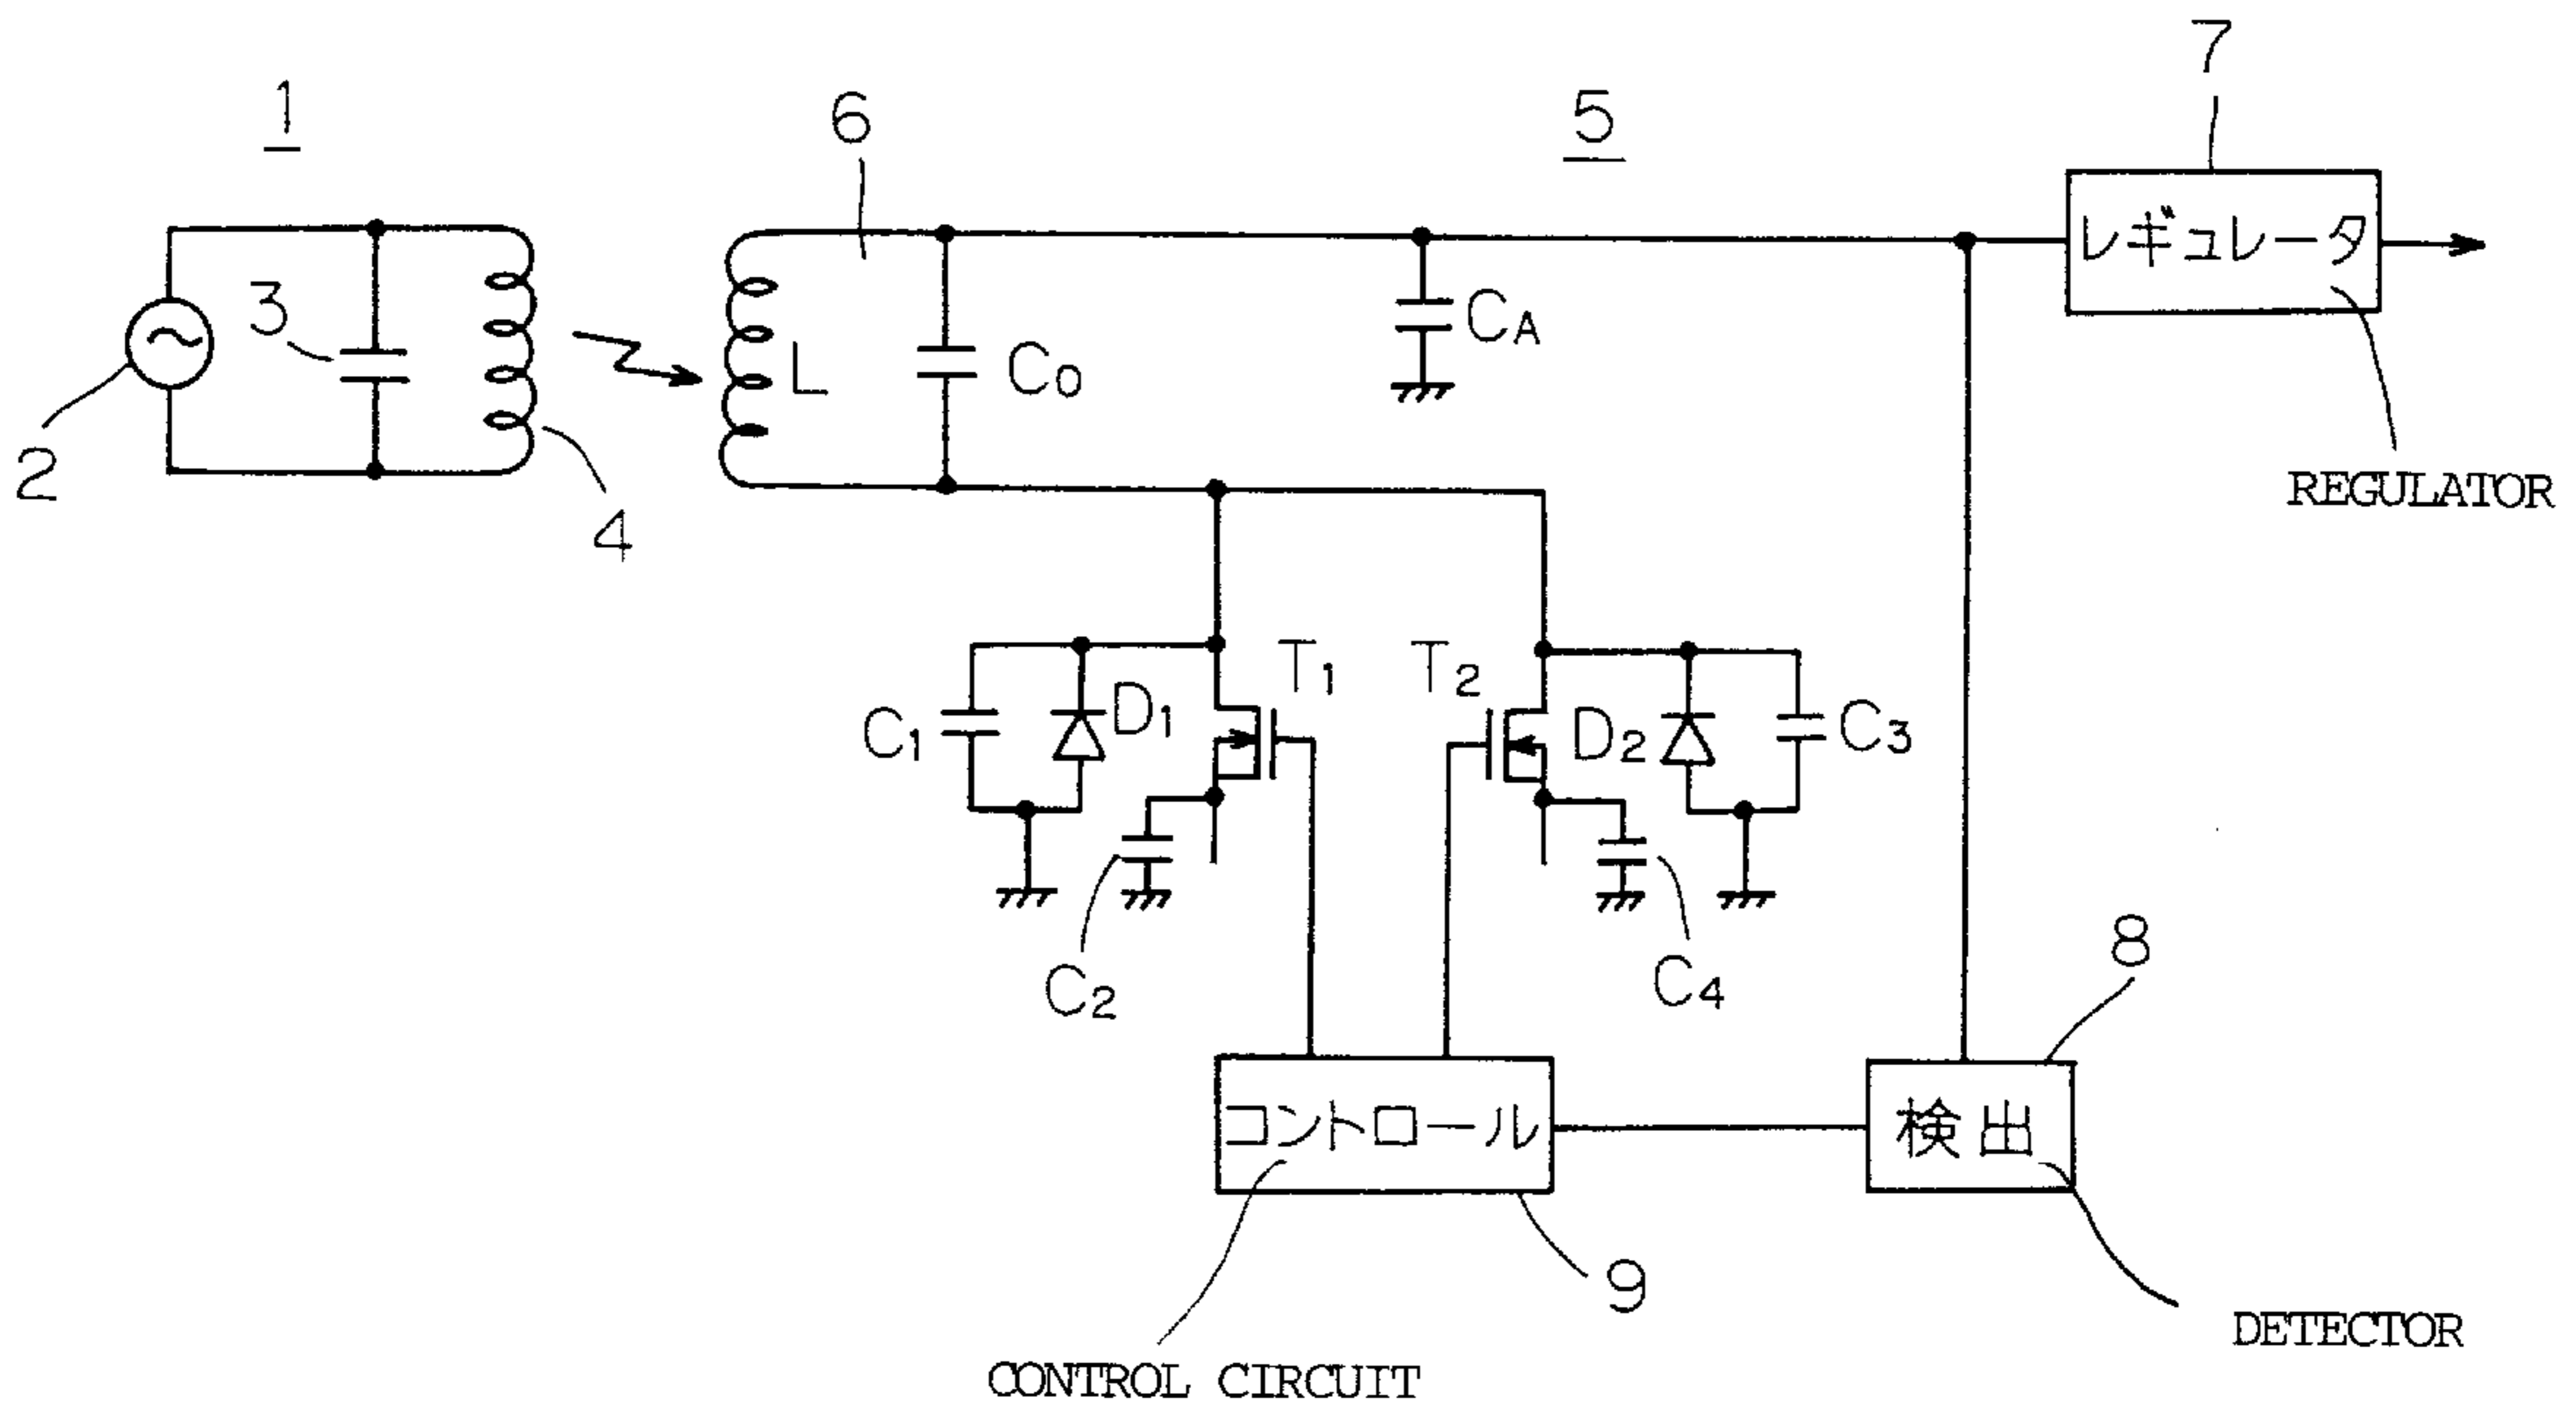 7
1
6
5
レギュレータ
3
CA
L
C0
2
REGULATOR
4
T1
T2
D1
D2
C1
C3
8
C2
C4
コントロール
検出
9
DETECTOR
CONTROL CIRCUIT